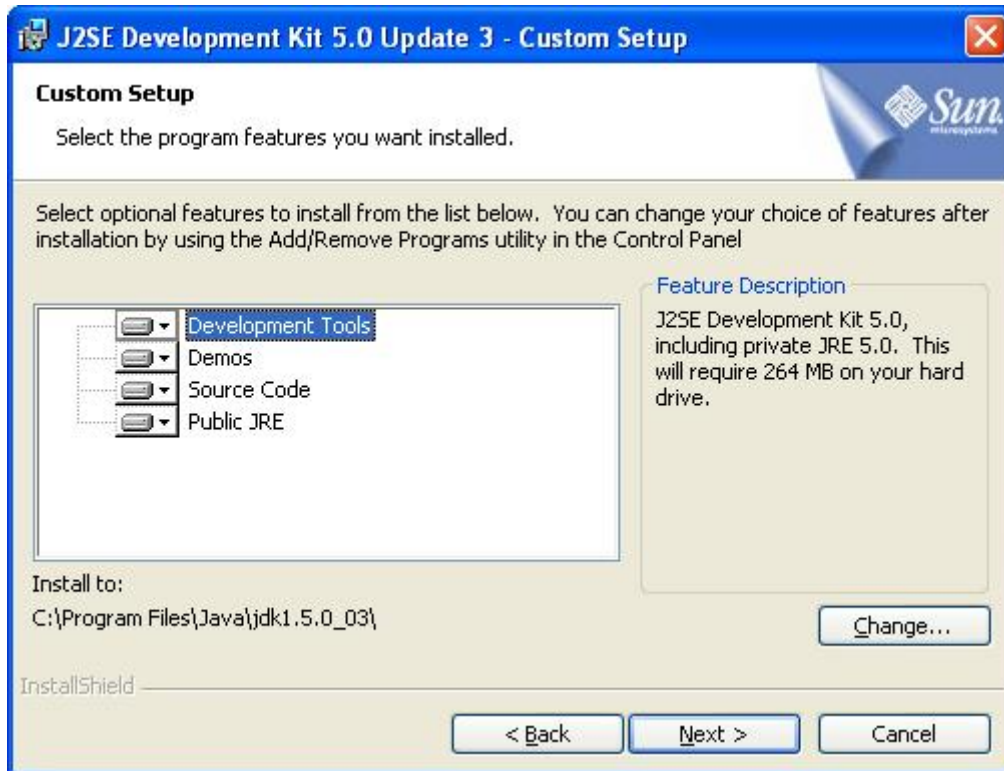 J2SE Development Kit 5.0 Update 3 - Custom Setup
Custom Setup
Select the program features you want installed.
Sun.
microsystems
Select optional features to install from the list below. You can change your choice of features after
installation by using the Add/Remove Programs utility in the Control Panel
Development Tools
Demos
Source Code
Public JRE
Feature Description
J2SE Development Kit 5.0,
including private JRE 5.0. This
will require 264 MB on your hard
drive.
Install to:
C:\Program Files\Java\jdk1.5.0_03\
Change...
InstallShield
< Back
Next >
Cancel